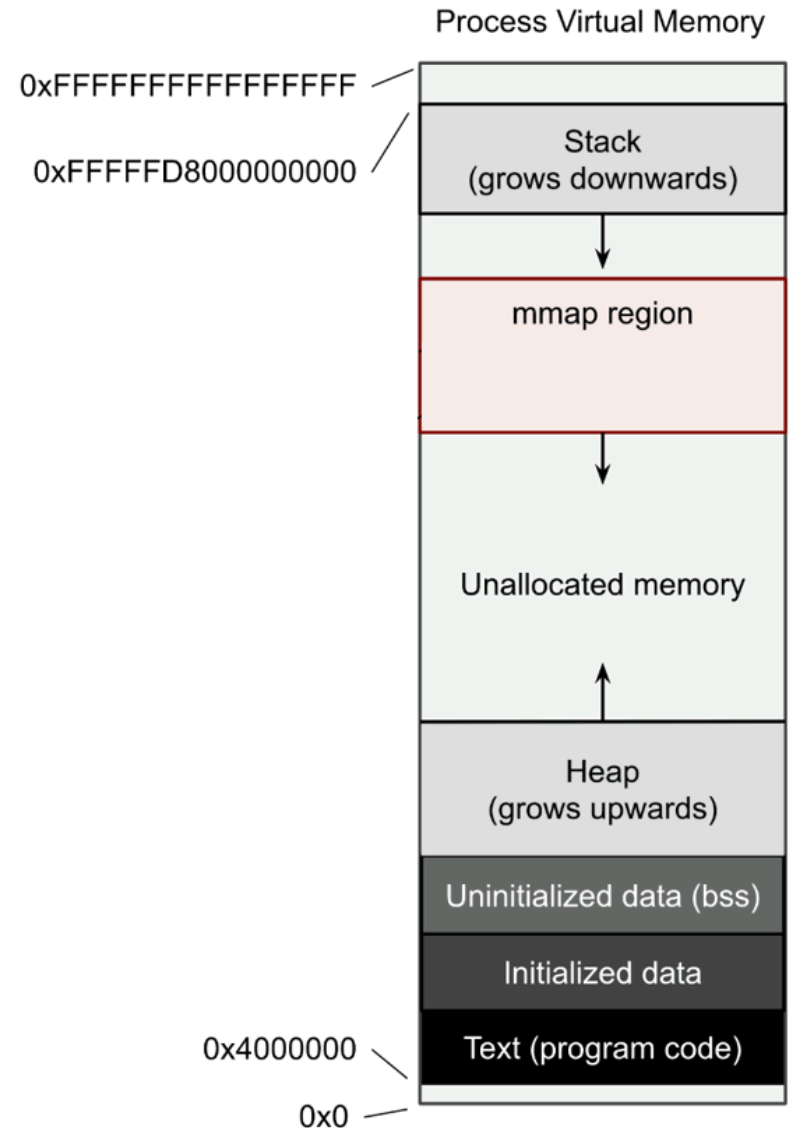 Process Virtual Memory
0xFFFFFFFFFFFFFFFF
0xFFFFFD8000000000
Stack
(grows downwards)
mmap region
Unallocated memory
Heap
(grows upwards)
Uninitialized data (bss)
Initialized data
0x4000000
Text (program code)
0x0